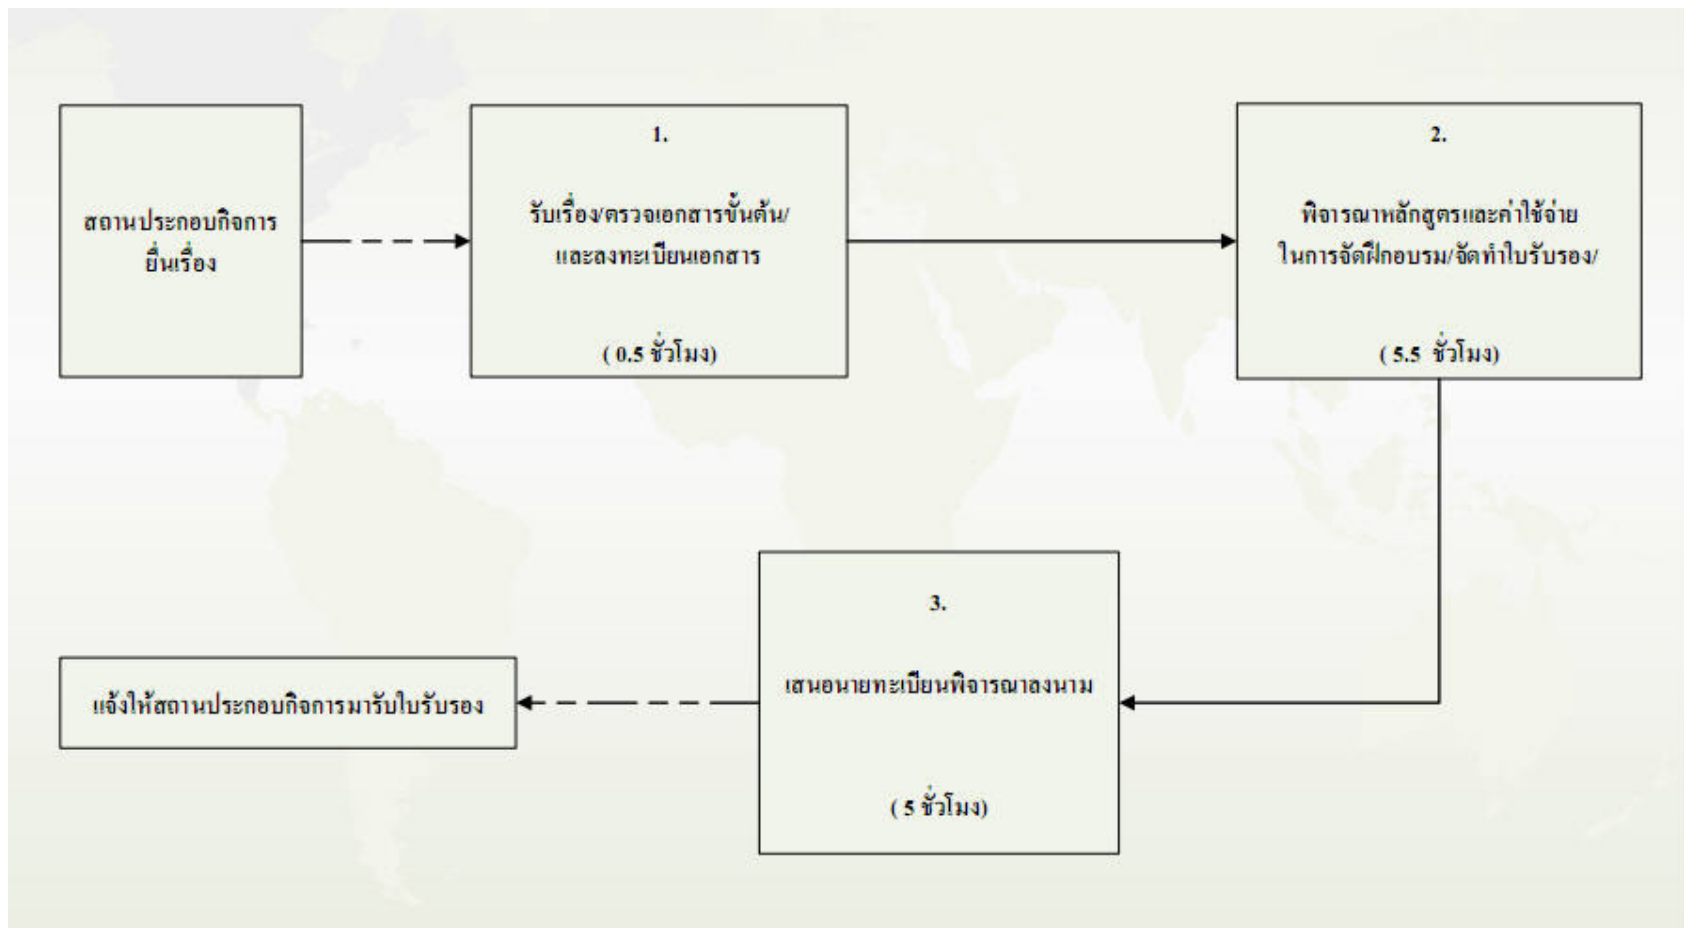 สถานประกอบกิจการ
ยื่นเรื่อง
1.
รับเรื่อง/ตรวจเอกสารขั้นต้น/
และลงทะเบียนเอกสาร
( 0.5 ชั่วโมง)
2.
พิจารณาหลักสูตรและค่าใช้จ่าย
ในการจัดฝึกอบรม/จัดทำใบรับรอง/
( 5.5 ชั่วโมง)
3.
เสนอนายทะเบียนพิจารณาลงนาม
( 5 ชั่วโมง)
แจ้งให้สถานประกอบกิจการมารับใบรับรอง